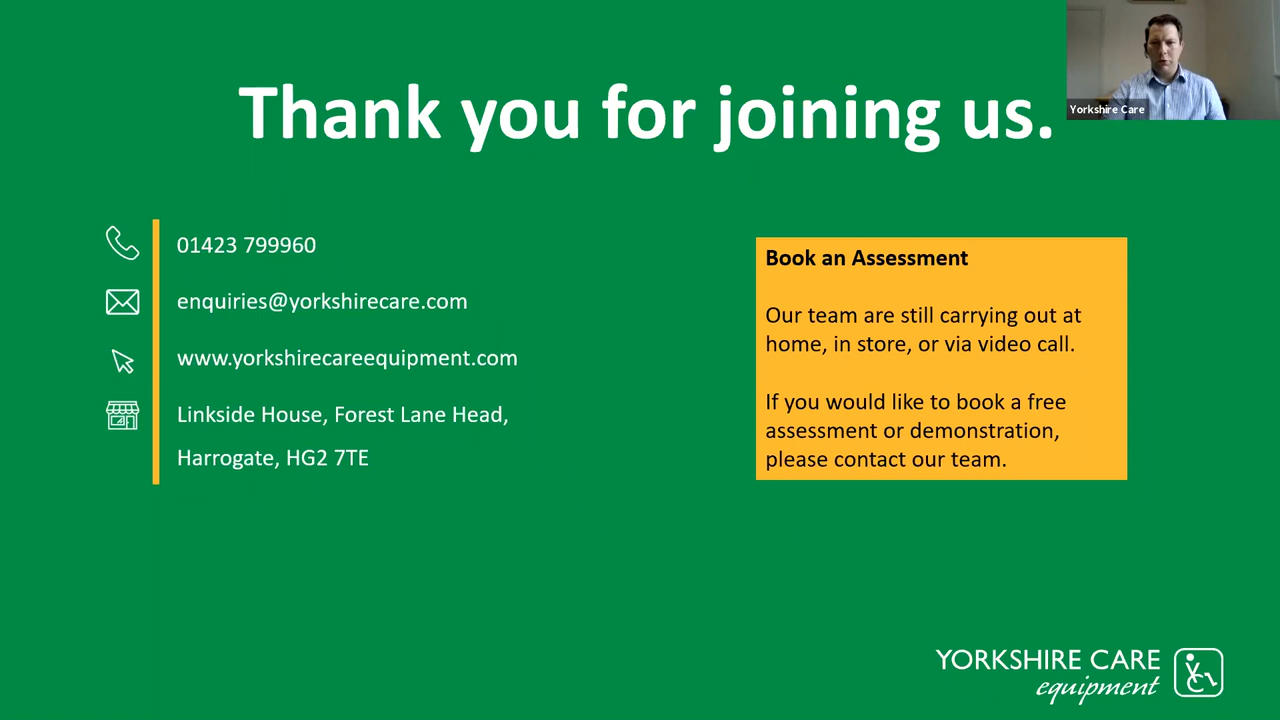 Thank you for joining us.
Yorkshire Care
01423 799960
enquiries@yorkshirecare.com
www.yorkshirecareequipment.com
Linkside House, Forest Lane Head,
Harrogate, HG2 7TE
Book an Assessment
Our team are still carrying out at
home, in store, or via video call.
If you would like to book a free
assessment or demonstration,
please contact our team.
YORKSHIRE CARE
equipment